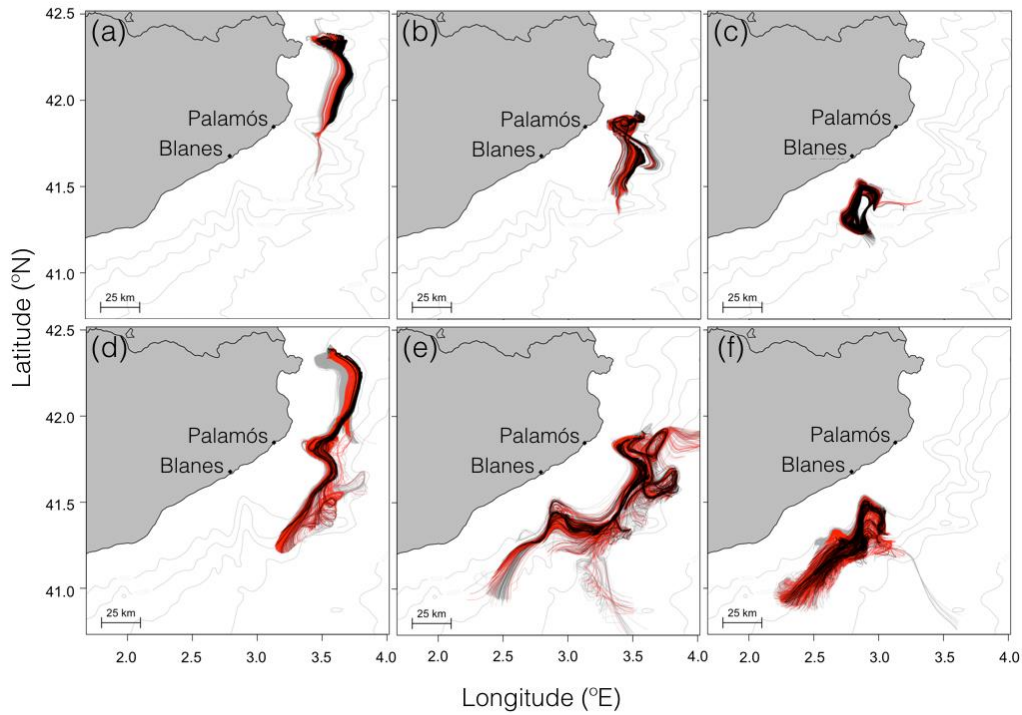 42.5 (a) (b) (c)
42.0
Palamós Palamós Palamós
Blanes Blanes Blanes
41.5
41.0
25 km 25 km 25 km
Latitude (ºN)
42.5 (d) (e) (f)
42.0
Palamós Palamós Palamós
Blanes Blanes Blanes
41.5
41.0
25 km 25 km 25 km
2.0 2.5 3.0 3.5 4.0 2.0 2.5 3.0 3.5 4.0 2.0 2.5 3.0 3.5 4.0
Longitude (ºE)